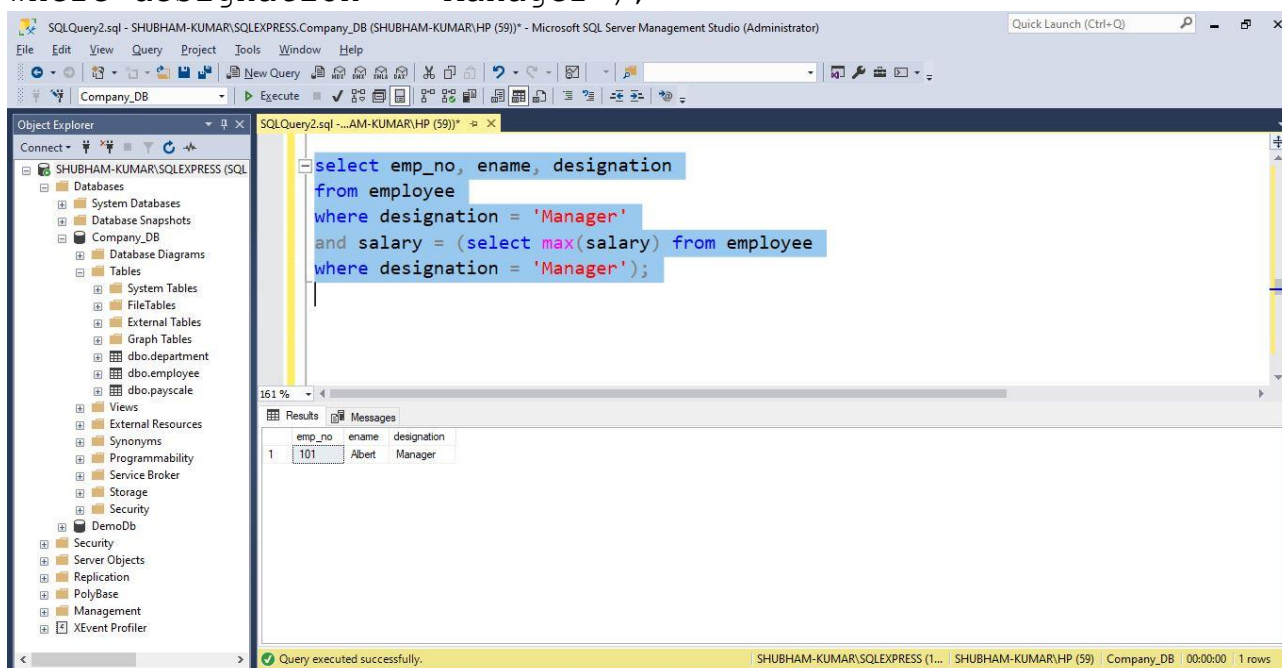 SQLQuery2.sql - SHUBHAM-KUMAR\SQLEXPRESS.Company_DB (SHUBHAM-KUMAR\HP (59))* - Microsoft SQL Server Management Studio (Administrator)
Quick Launch (Ctrl+Q)
File Edit View Query Project Tools Window Help
New Query
Company_DB
Execute
Object Explorer
SQLQuery2.sql -...AM-KUMAR\HP (59))*
Connect
SHUBHAM-KUMAR\SQLEXPRESS (SQL
Databases
System Databases
Database Snapshots
Company_DB
Database Diagrams
Tables
System Tables
FileTables
External Tables
Graph Tables
dbo.department
dbo.employee
dbo.payscale
Views
External Resources
Synonyms
Programmability
Service Broker
Storage
Security
DemoDb
Security
Server Objects
Replication
PolyBase
Management
XEvent Profiler
select emp_no, ename, designation
from employee
where designation = 'Manager'
and salary = (select max(salary) from employee
where designation = 'Manager');
161 %
Results Messages
emp_no ename designation
1 101 Albert Manager
Query executed successfully.
SHUBHAM-KUMAR\SQLEXPRESS (1... SHUBHAM-KUMAR\HP (59) Company_DB 00:00:00 1 rows